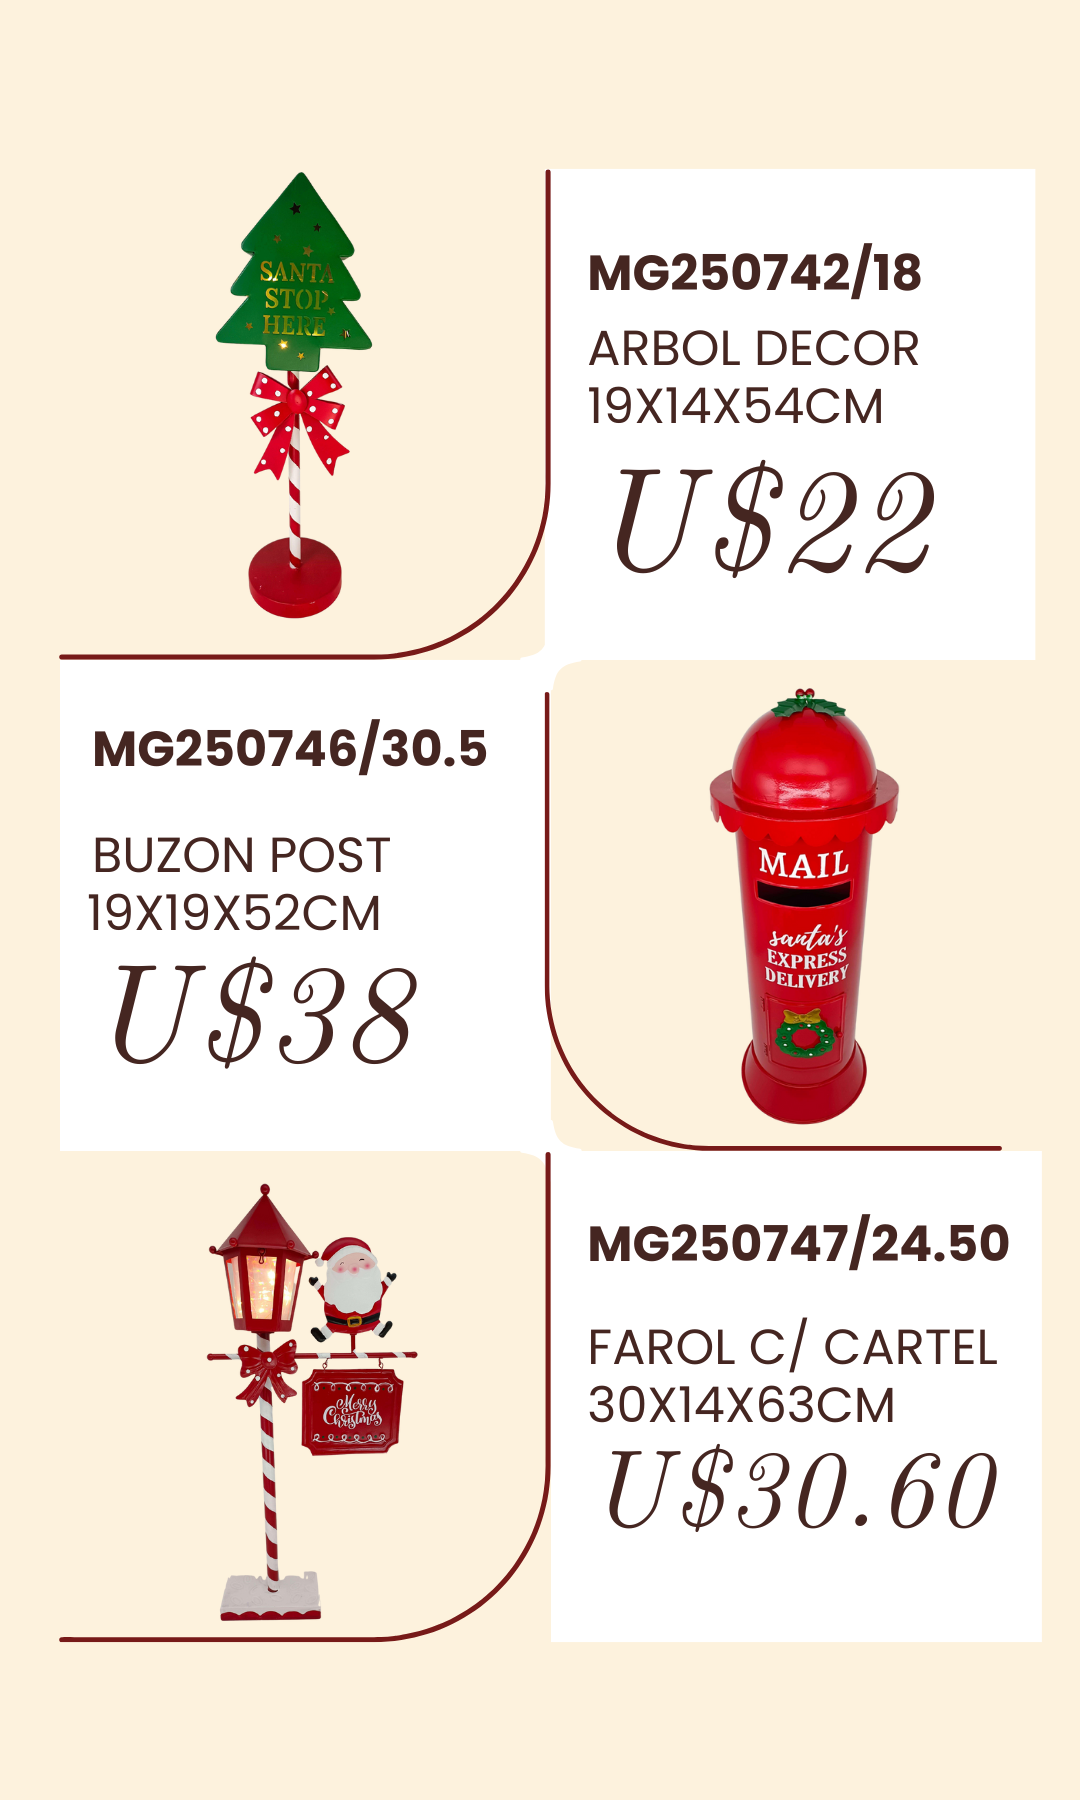 SANTA
STOP
HERE
MG250742/18
ARBOL DECOR
19X14X54CM
U$22
MG250746/30.5
BUZON POST
19X19X52CM
U$38
MAIL
santa's
EXPRESS
DELIVERY
Merry
Christmas
MG250747/24.50
FAROL C/ CARTEL
30X14X63CM
U$30.60